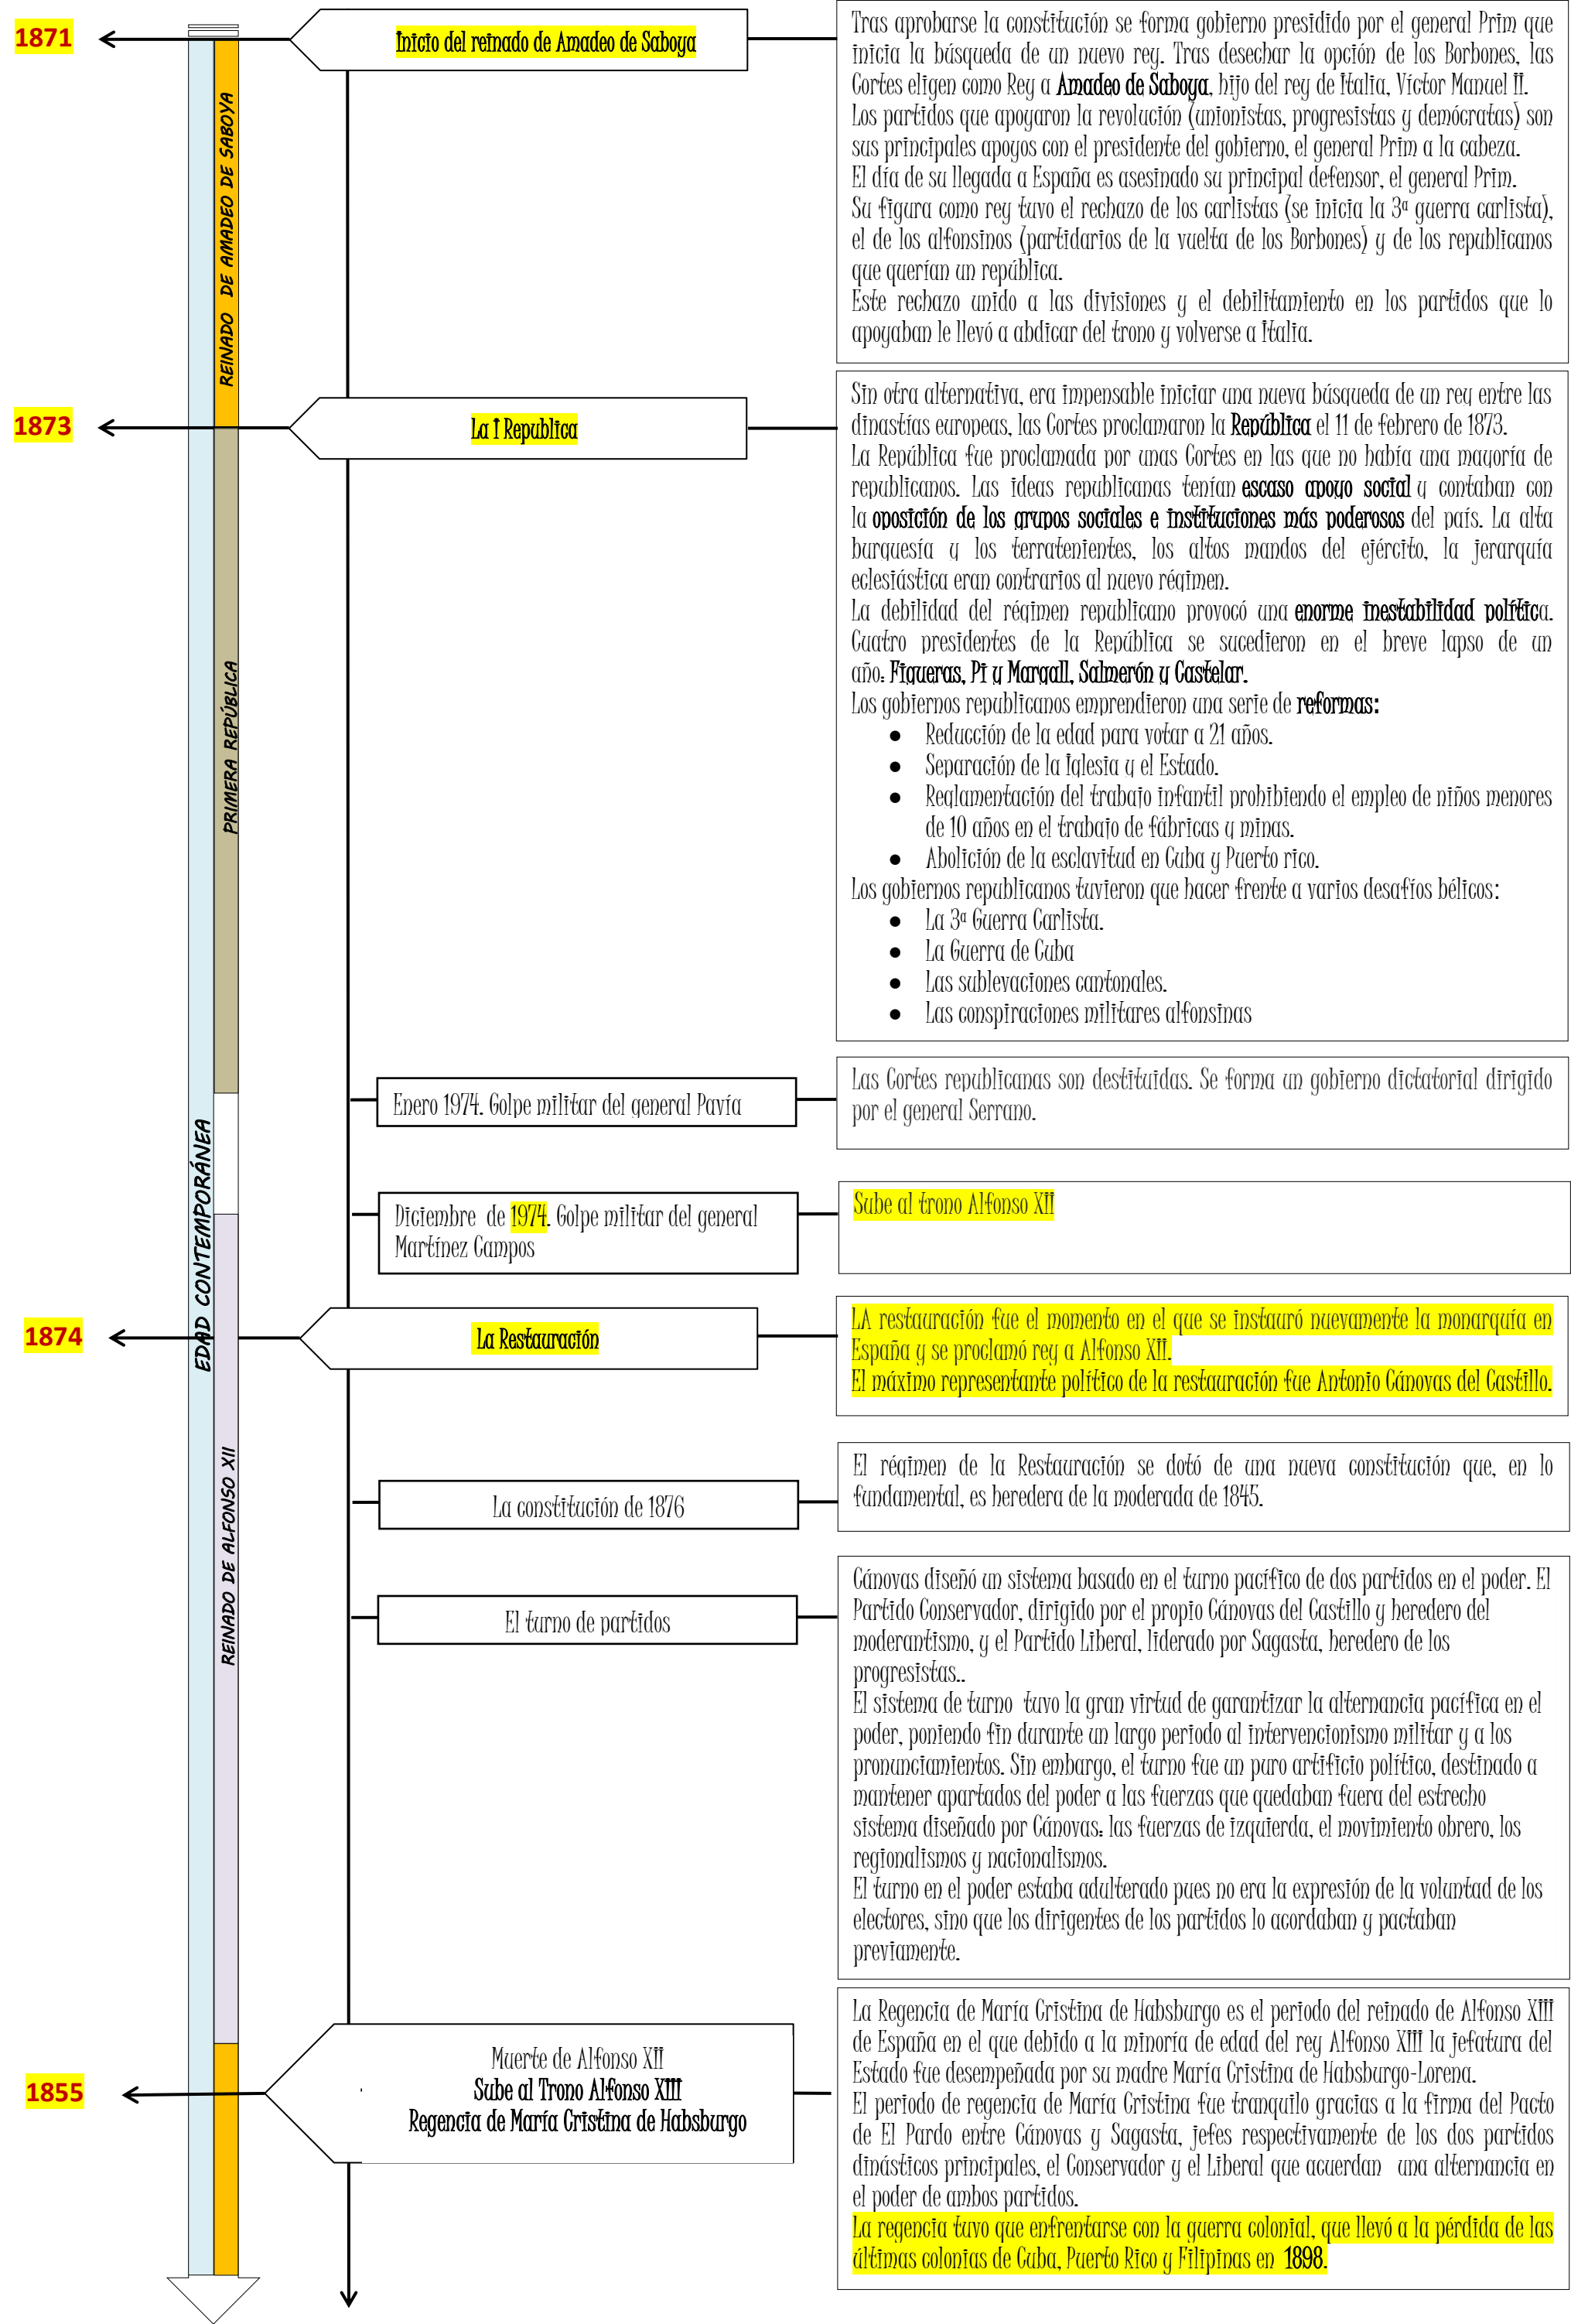 1871
Inicio del reinado de Amadeo de Saboya
Tras aprobarse la constitución se forma gobierno presidido por el general Prim que
inicia la búsqueda de un nuevo rey. Tras desechar la opción de los Borbones, las
Cortes eligen como Rey a Amadeo de Saboya, hijo del rey de Italia, Víctor Manuel II.
Los partidos que apoyaron la revolución (unionistas, progresistas y demócratas) son
sus principales apoyos con el presidente del gobierno, el general Prim a la cabeza.
El día de su llegada a España es asesinado su principal defensor, el general Prim.
Su figura como rey tuvo el rechazo de los carlistas (se inicia la 3ª guerra carlista),
el de los alfonsinos (partidarios de la vuelta de los Borbones) y de los republicanos
que querían un república.
Este rechazo unido a las divisiones y el debilitamiento en los partidos que lo
apoyaban le llevó a abdicar del trono y volverse a Italia.
REINADO DE AMADEO DE SABOYA
1873
La I Republica
Sin otra alternativa, era impensable iniciar una nueva búsqueda de un rey entre las
dinastías europeas, las Cortes proclamaron la República el 11 de febrero de 1873.
La República fue proclamada por unas Cortes en las que no había una mayoría de
republicanos. Las ideas republicanas tenían escaso apoyo social y contaban con
la oposición de los grupos sociales e instituciones más poderosos del país. La alta
burguesía y los terratenientes, los altos mandos del ejército, la jerarquía
eclesiástica eran contrarios al nuevo régimen.
La debilidad del régimen republicano provocó una enorme inestabilidad política.
Cuatro presidentes de la República se sucedieron en el breve lapso de un
año: Figueras, Pi y Margall, Salmerón y Castelar.
Los gobiernos republicanos emprendieron una serie de reformas:
● Reducción de la edad para votar a 21 años.
● Separación de la Iglesia y el Estado.
● Reglamentación del trabajo infantil prohibiendo el empleo de niños menores
de 10 años en el trabajo de fábricas y minas.
● Abolición de la esclavitud en Cuba y Puerto rico.
Los gobiernos republicanos tuvieron que hacer frente a varios desafíos bélicos:
● La 3ª Guerra Carlista.
● La Guerra de Cuba
● Las sublevaciones cantonales.
● Las conspiraciones militares alfonsinas
PRIMERA REPÚBLICA
Enero 1974. Golpe militar del general Pavía
Las Cortes republicanas son destituidas. Se forma un gobierno dictatorial dirigido
por el general Serrano.
EDAD CONTEMPORÁNEA
Diciembre de 1974. Golpe militar del general
Martínez Campos
Sube al trono Alfonso XII
1874
La Restauración
LA restauración fue el momento en el que se instauró nuevamente la monarquía en
España y se proclamó rey a Alfonso XII.
El máximo representante político de la restauración fue Antonio Cánovas del Castillo.
REINADO DE ALFONSO XII
La constitución de 1876
El régimen de la Restauración se dotó de una nueva constitución que, en lo
fundamental, es heredera de la moderada de 1845.
El turno de partidos
Cánovas diseñó un sistema basado en el turno pacífico de dos partidos en el poder. El
Partido Conservador, dirigido por el propio Cánovas del Castillo y heredero del
moderantismo, y el Partido Liberal, liderado por Sagasta, heredero de los
progresistas..
El sistema de turno tuvo la gran virtud de garantizar la alternancia pacífica en el
poder, poniendo fin durante un largo periodo al intervencionismo militar y a los
pronunciamientos. Sin embargo, el turno fue un puro artificio político, destinado a
mantener apartados del poder a las fuerzas que quedaban fuera del estrecho
sistema diseñado por Cánovas: las fuerzas de izquierda, el movimiento obrero, los
regionalismos y nacionalismos.
El turno en el poder estaba adulterado pues no era la expresión de la voluntad de los
electores, sino que los dirigentes de los partidos lo acordaban y pactaban
previamente.
1855
Muerte de Alfonso XII
Sube al Trono Alfonso XIII
Regencia de María Cristina de Habsburgo
La Regencia de María Cristina de Habsburgo es el periodo del reinado de Alfonso XIII
de España en el que debido a la minoría de edad del rey Alfonso XIII la jefatura del
Estado fue desempeñada por su madre María Cristina de Habsburgo-Lorena.
El periodo de regencia de María Cristina fue tranquilo gracias a la firma del Pacto
de El Pardo entre Cánovas y Sagasta, jefes respectivamente de los dos partidos
dinásticos principales, el Conservador y el Liberal que acuerdan una alternancia en
el poder de ambos partidos.
La regencia tuvo que enfrentarse con la guerra colonial, que llevó a la pérdida de las
últimas colonias de Cuba, Puerto Rico y Filipinas en 1898.